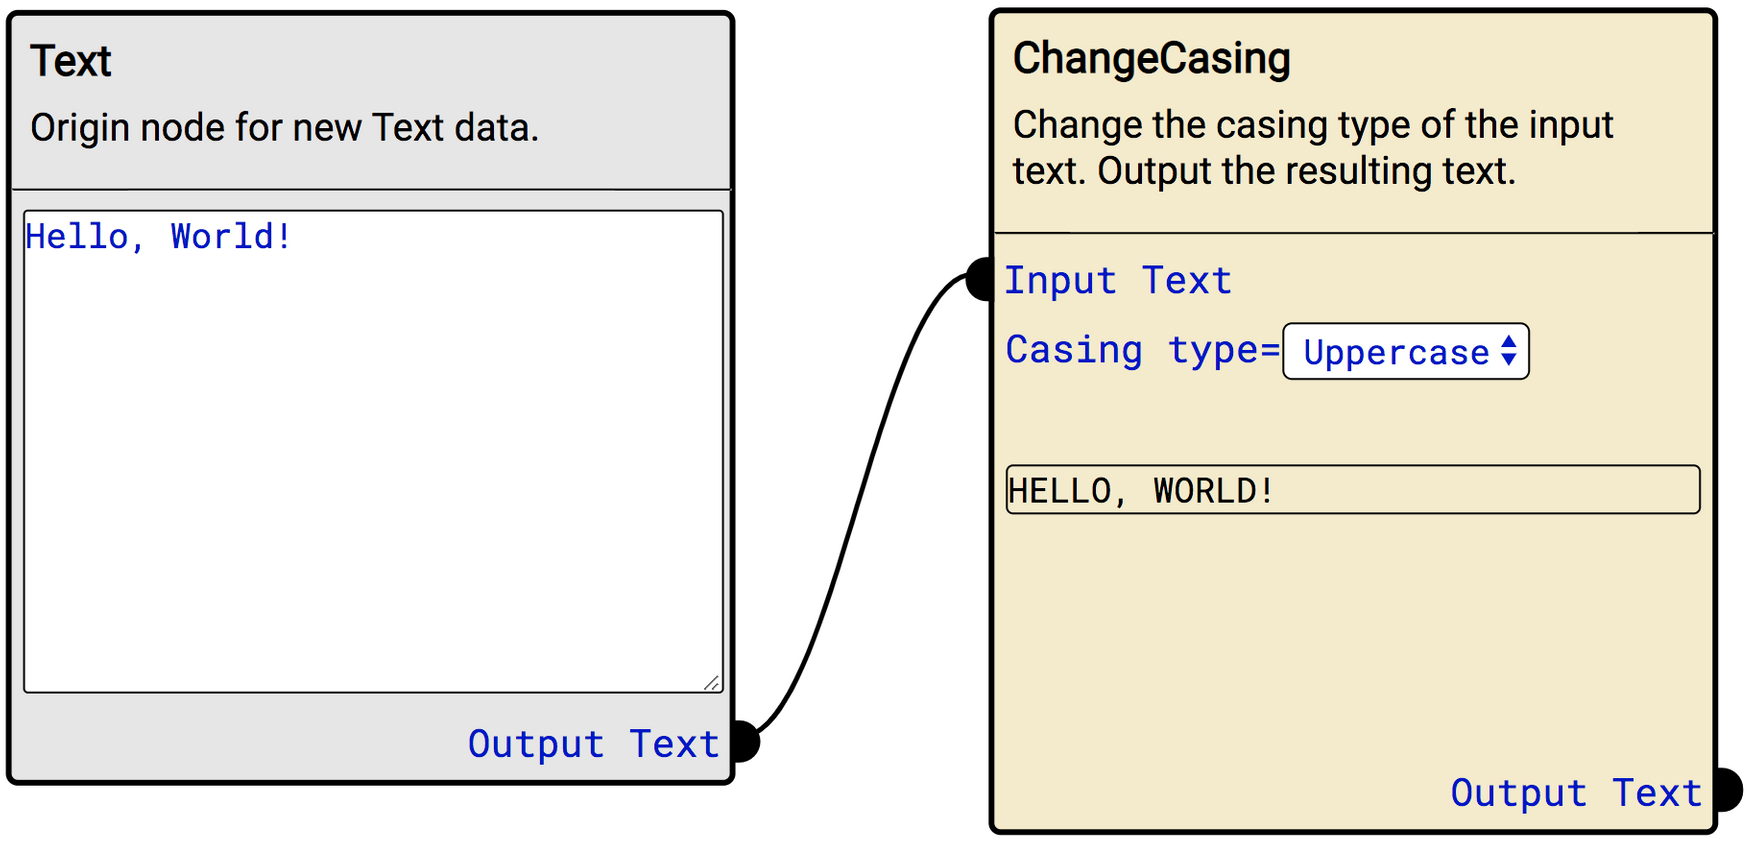 Text
Origin node for new Text data.
Hello, World!
Output Text
ChangeCasing
Change the casing type of the input
text. Output the resulting text.
Input Text
Casing type= Uppercase
HELLO, WORLD!
Output Text